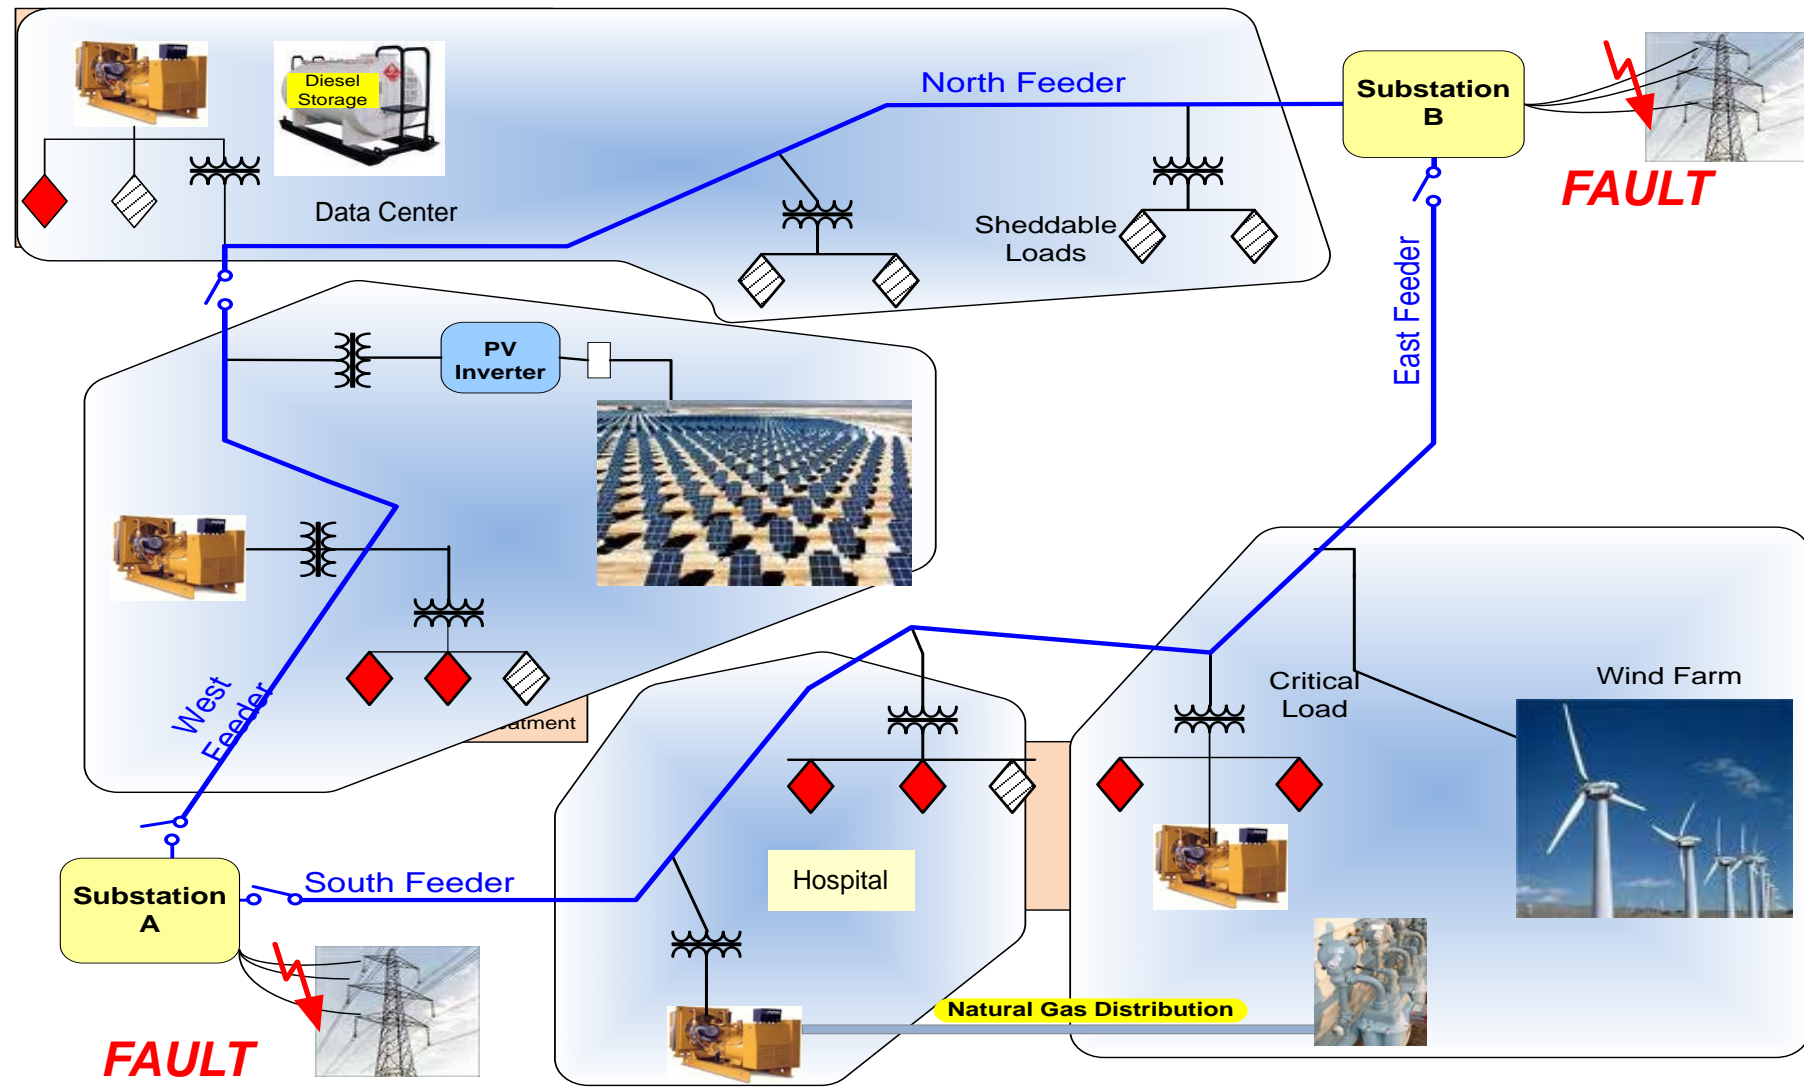 Diesel
Storage
North Feeder
Substation
B
FAULT
Data Center
Sheddable
Loads
East Feeder
PV
Inverter
West
Feeder
Critical
Load
Wind Farm
Substation
A
South Feeder
Hospital
Natural Gas Distribution
FAULT